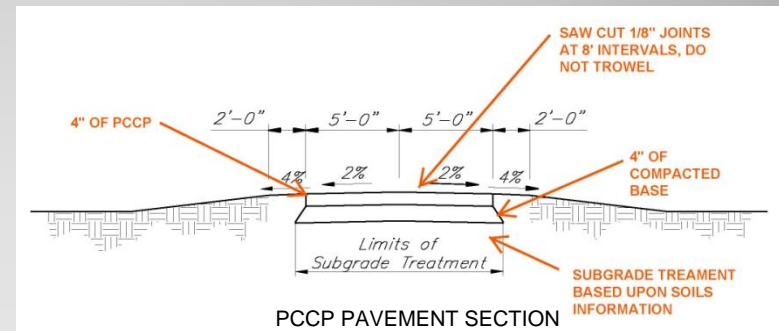 SAW CUT 1/8" JOINTS
AT 8' INTERVALS, DO
NOT TROWEL
4" OF PCCP
2'-0" 5'-0" 5'-0" 2'-0"
4% 2% 2% 4%
4" OF
COMPACTED
BASE
Limits of
Subgrade Treatment
SUBGRADE TREAMENT
BASED UPON SOILS
INFORMATION
PCCP PAVEMENT SECTION